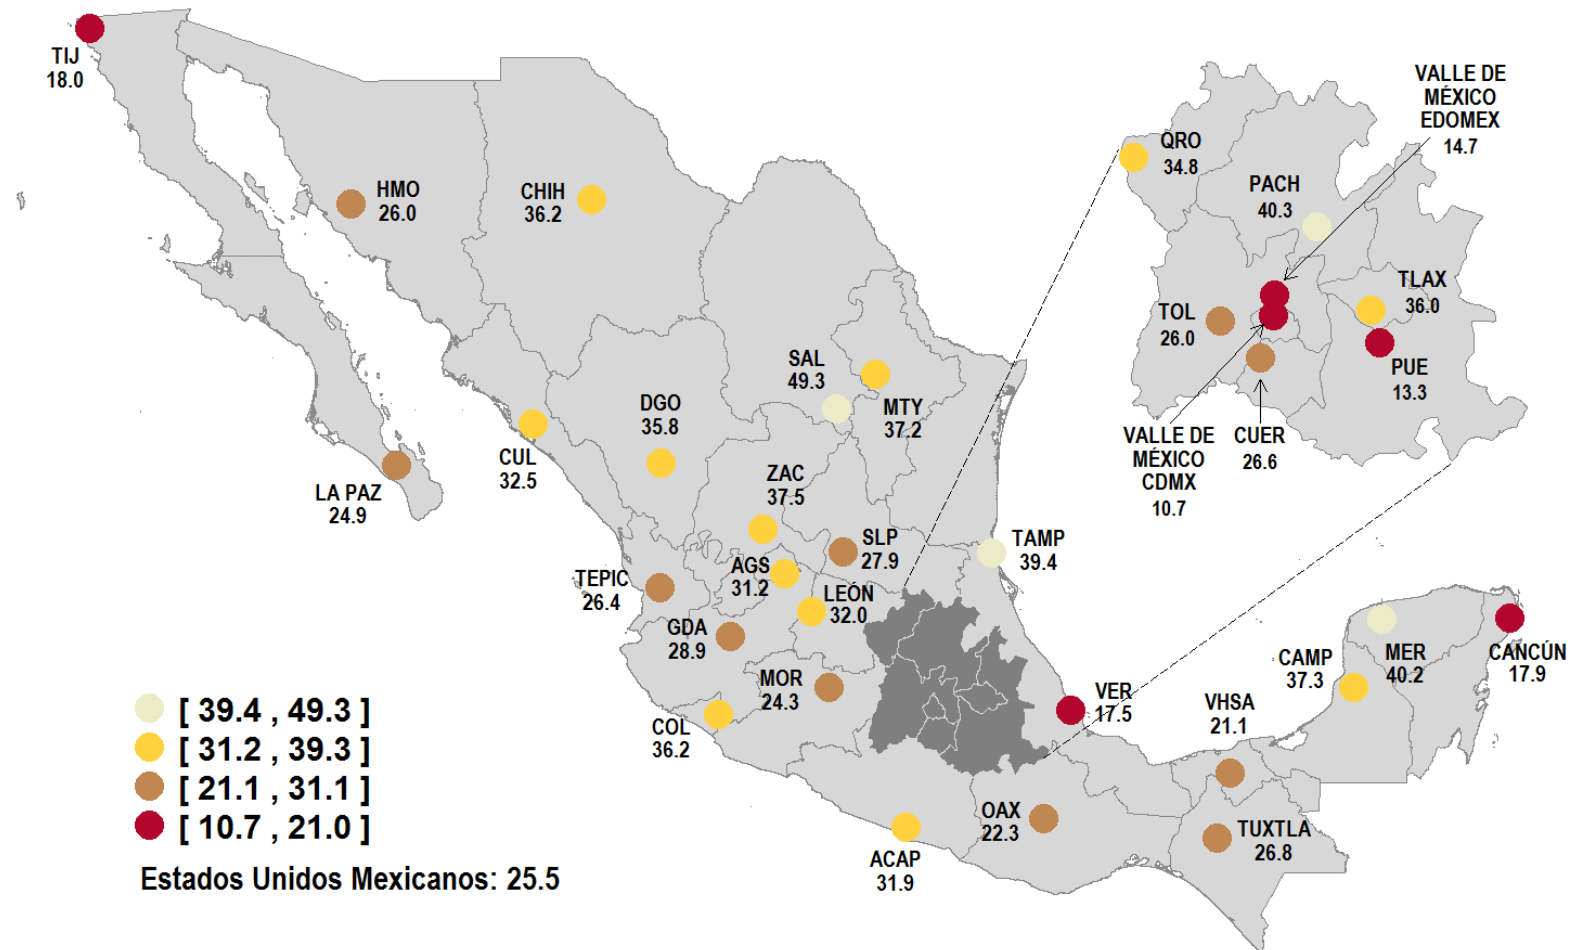 TIJ
18.0
HMO
26.0
CHIH
36.2
LA PAZ
24.9
CUL
32.5
DGO
35.8
SAL
49.3
MTY
37.2
ZAC
37.5
SLP
27.9
AGS
31.2
TEPIC
26.4
LEÓN
32.0
GDA
28.9
MOR
24.3
COL
36.2
TAMP
39.4
VER
17.5
ACAP
31.9
OAX
22.3
VHSA
21.1
TUXTLA
26.8
CAMP
37.3
MER
40.2
CANCÚN
17.9
VALLE DE
MÉXICO
EDOMEX
14.7
QRO
34.8
PACH
40.3
TLAX
36.0
TOL
26.0
PUE
13.3
VALLE DE
MÉXICO
CDMX
10.7
CUER
26.6
[ 39.4 , 49.3 ]
[ 31.2 , 39.3 ]
[ 21.1 , 31.1 ]
[ 10.7 , 21.0 ]
Estados Unidos Mexicanos: 25.5